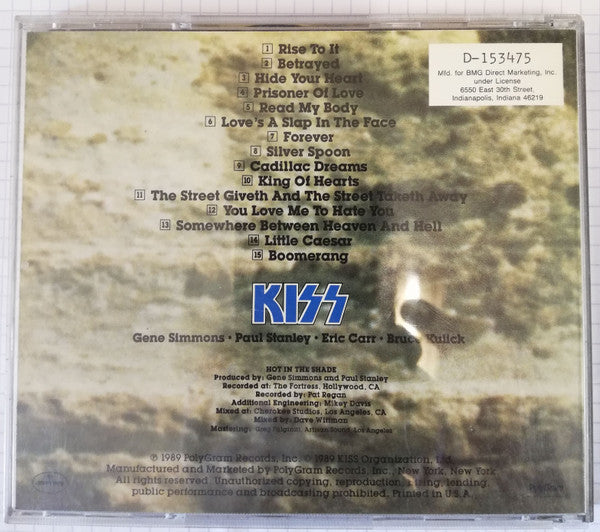 1 Rise To It
2 Betrayed
3 Hide Your Heart
4 Prisoner Of Love
5 Read My Body
6 Love's A Slap In The Face
7 Forever
8 Silver Spoon
9 Cadillac Dreams
10 King Of Hearts
11 The Street Giveth And The Street Taketh Away
12 You Love Me To Hate You
13 Somewhere Between Heaven And Hell
14 Little Caesar
15 Boomerang
D-153475
Mfd. for BMG Direct Marketing, Inc.
under License
6550 East 30th Street,
Indianapolis, Indiana 46219
KISS
Gene Simmons · Paul Stanley · Eric Carr · Bruce Kulick
HOT IN THE SHADE
Produced by: Gene Simmons and Paul Stanley
Recorded at: The Fortress, Hollywood, CA
Recorded by: Pat Regan
Additional Engineering: Mikey Davis
Mixed at: Cherokee Studios, Los Angeles, CA
Mixed by: Dave Wittman
Mastering: Greg Fulginiti, Artisan Sound, Los Angeles
℗ 1989 PolyGram Records, Inc. © 1989 KISS Organization, Ltd.
Manufactured and Marketed by PolyGram Records, Inc., New York, New York
All rights reserved. Unauthorized copying, reproduction, hiring, lending,
public performance and broadcasting prohibited. Printed in U.S.A.
PolyGram